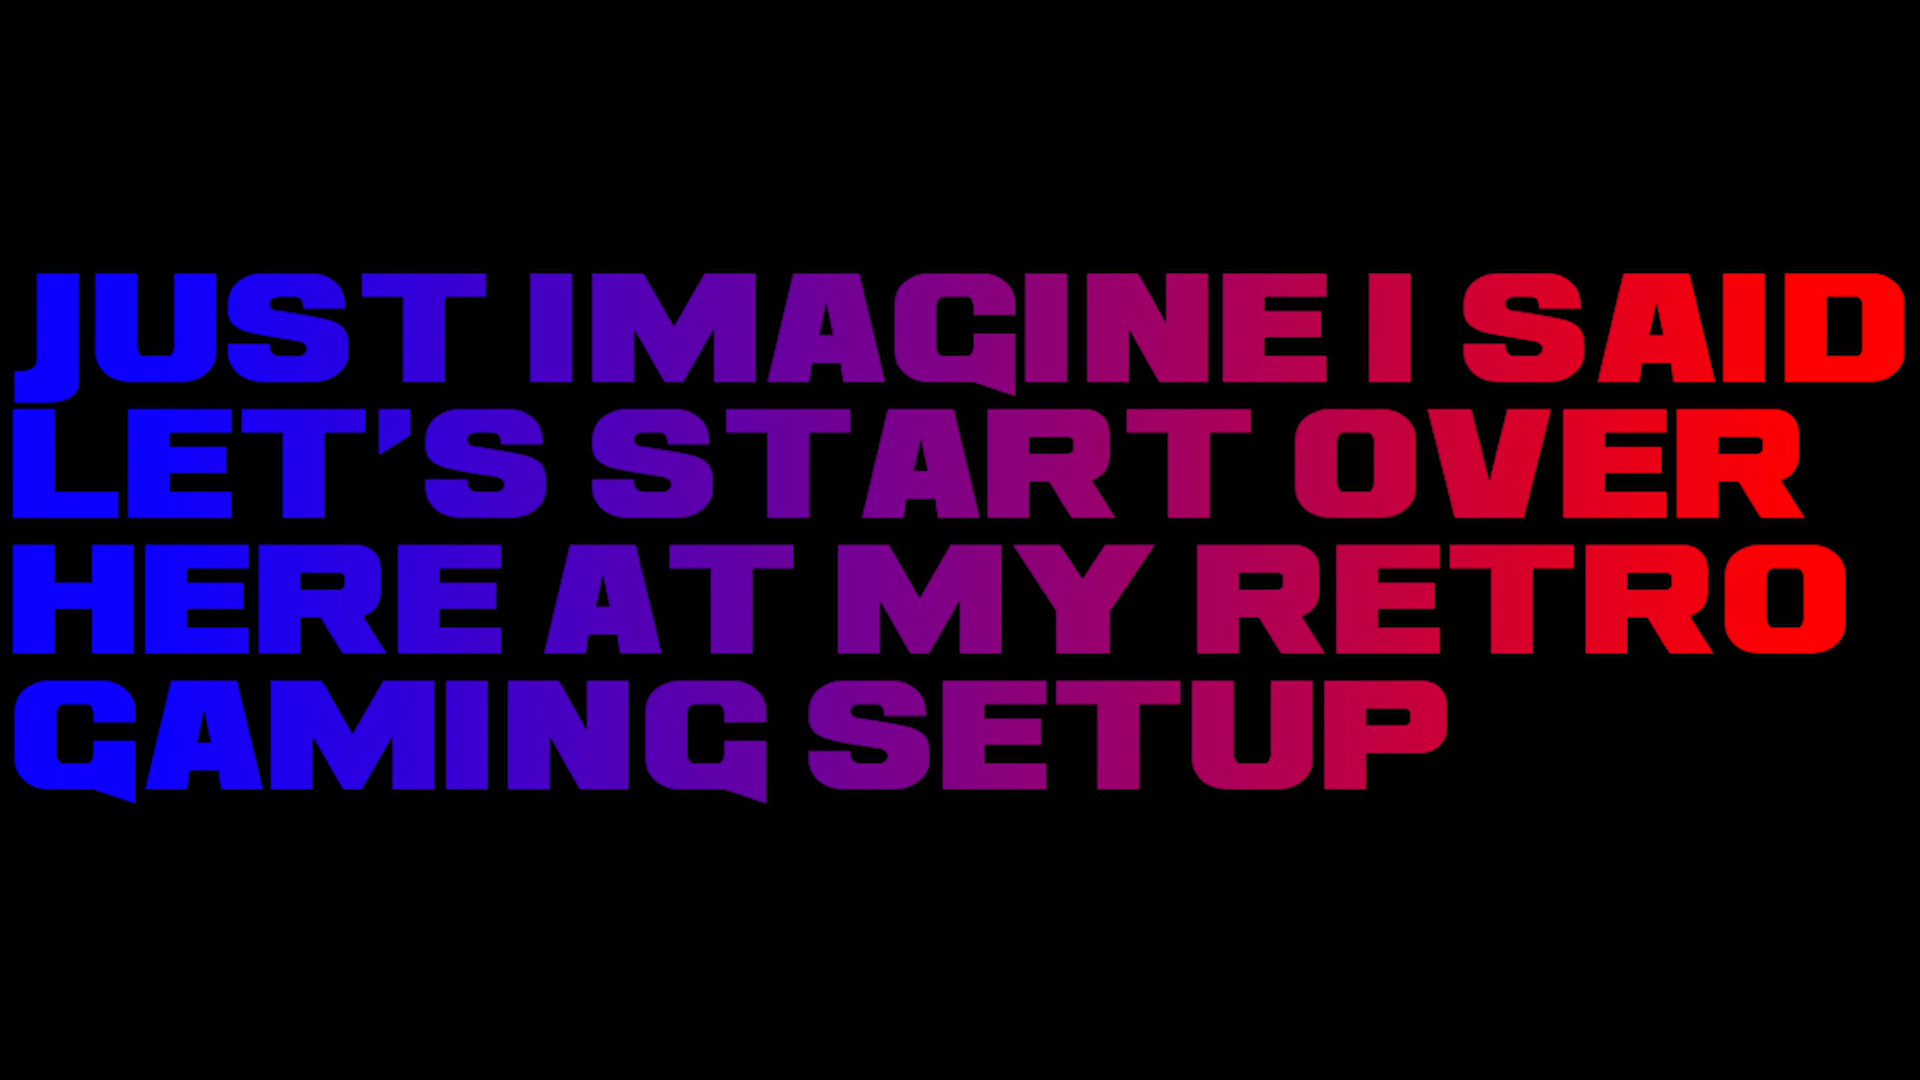 JUST IMAGINE I SAID
LET’S START OVER
HERE AT MY RETRO
GAMING SETUP